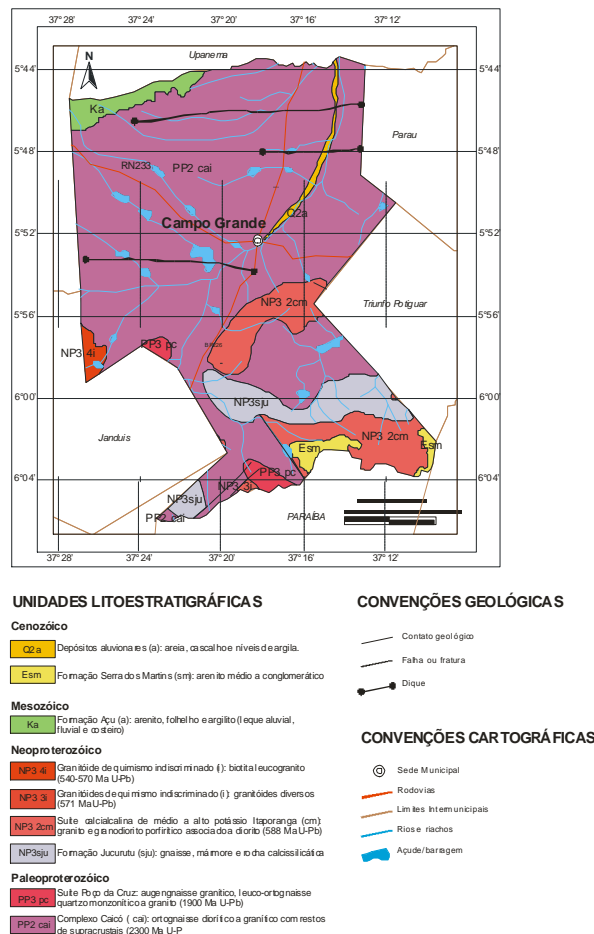 37° 28' 37° 24' 37° 20' 37° 16' 37° 12'
Upanema
N
5°44' 5°44'
Ka
Parau
5°48' 5°48'
RN233
PP2 cai
Q2a
Campo Grande
5°52' 5°52'
NP3 2cm
Triunfo Potiguar
5°56' 5°56'
NP3 4i
PP3 pc
6°00' 6°00'
NP3sju
Janduis
NP3 2cm
Esm
Esm
6°04' 6°04'
PP3 pc
NP3 3i
NP3sju
PP2 cai
PARAÍBA
37° 28' 37° 24' 37° 20' 37° 16' 37° 12'
UNIDADES LITOESTRATIGRÁFICAS
Cenozóico
Q2a Depósitos aluvionares (a): areia, cascalho e níveis de argila.
Esm Formação Serra dos Martins (sm): arenito médio a conglomerático
Mesozóico
Ka Formação Açu (a): arenito, folhelho e argilito (leque aluvial,
fluvial e costeiro)
Neoproterozóico
NP3 4i Granitóide de quimismo indiscriminado (i): biotita leucogranito
(540-570 Ma U-Pb)
NP3 3i Granitóides de quimismo indiscriminado (i): granitóides diversos
(571 Ma U-Pb)
NP3 2cm Suíte calcialcalina de médio a alto potássio Itaporanga (cm):
granito e granodiorito porfirítico associado a diorito (588 Ma U-Pb)
NP3sju Formação Jucurutu (sju): gnaisse, mármore e rocha calcissilicática
Paleoproterozóico
PP3 pc Suíte Poço da Cruz: augengnaisse granítico, leuco-ortognaisse
quartzo monzonítico a granito (1900 Ma U-Pb)
PP2 cai Complexo Caicó ( cai): ortognaisse diorítico a granítico com restos
de supracrustais (2300 Ma U-P
CONVENÇÕES GEOLÓGICAS
Contato geológico
Falha ou fratura
Dique
CONVENÇÕES CARTOGRÁFICAS
Sede Municipal
Rodovias
Limites Intermunicipais
Rios e riachos
Açude/barragem